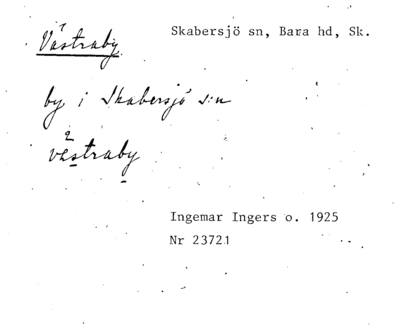 Skabersjö sn, Bara hd, Sk.
Västraby
by i Skabersjö s:n
västraby
Ingemar Ingers o. 1925
Nr 23721